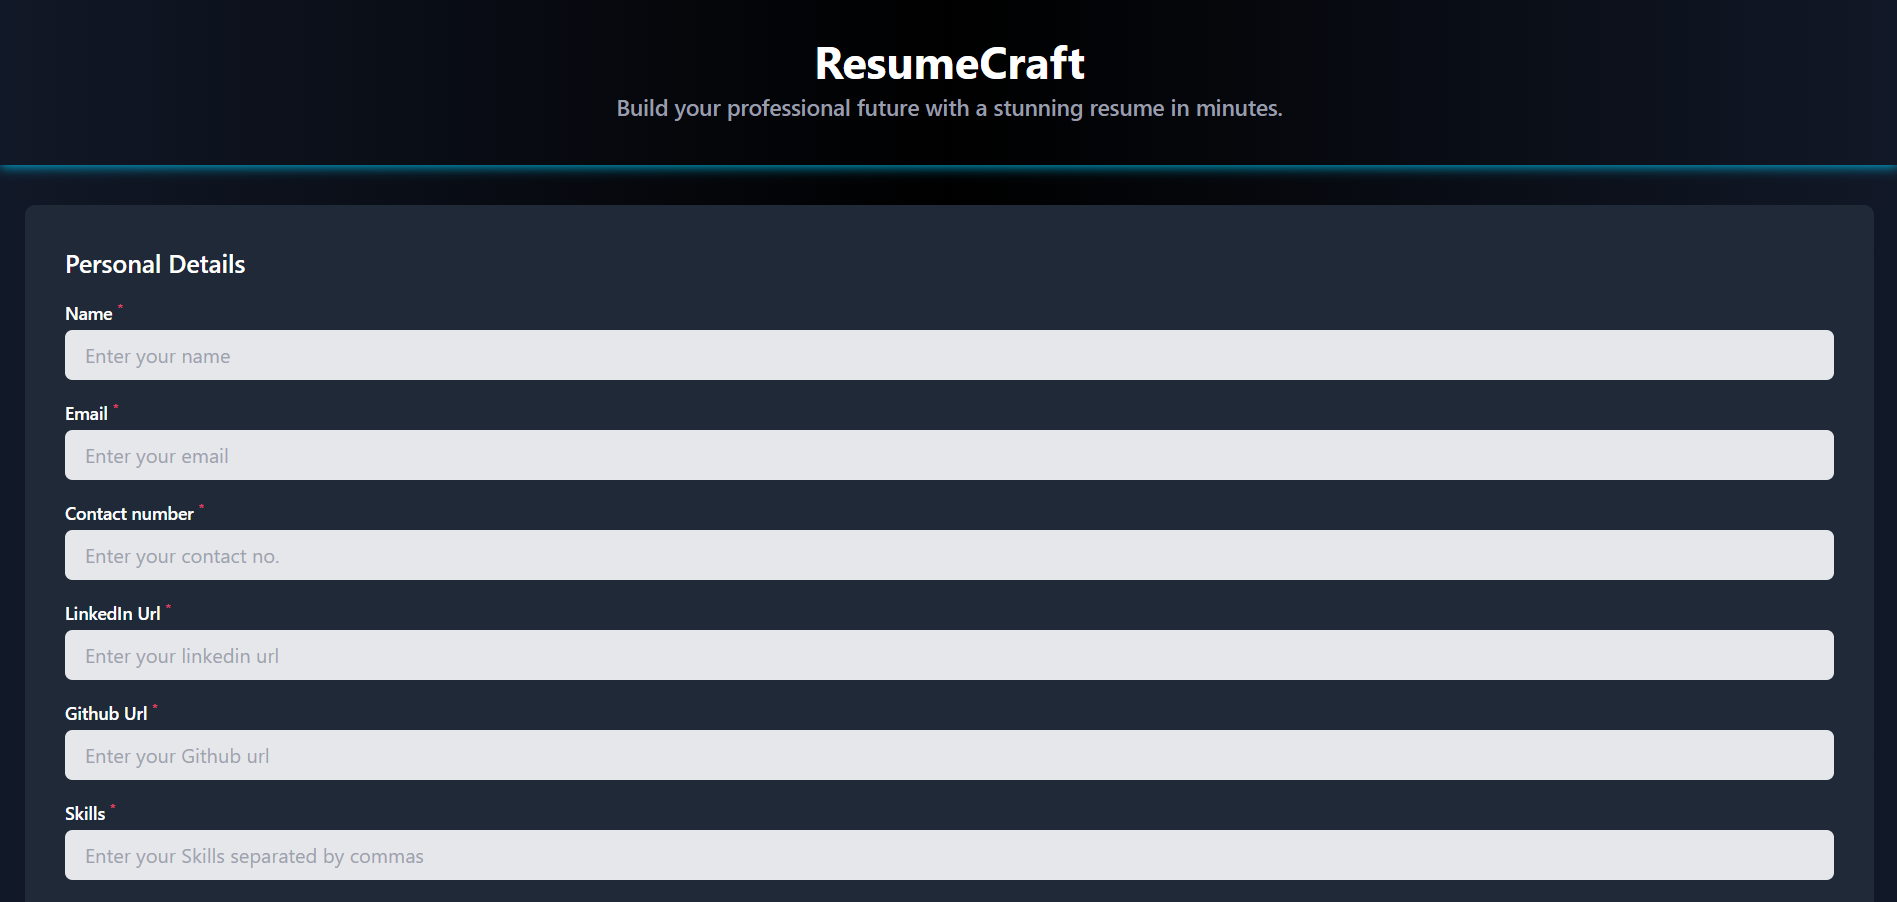 ResumeCraft
Build your professional future with a stunning resume in minutes.
Personal Details
Name *
Enter your name
Email *
Enter your email
Contact number *
Enter your contact no.
LinkedIn Url *
Enter your linkedin url
Github Url *
Enter your Github url
Skills *
Enter your Skills separated by commas